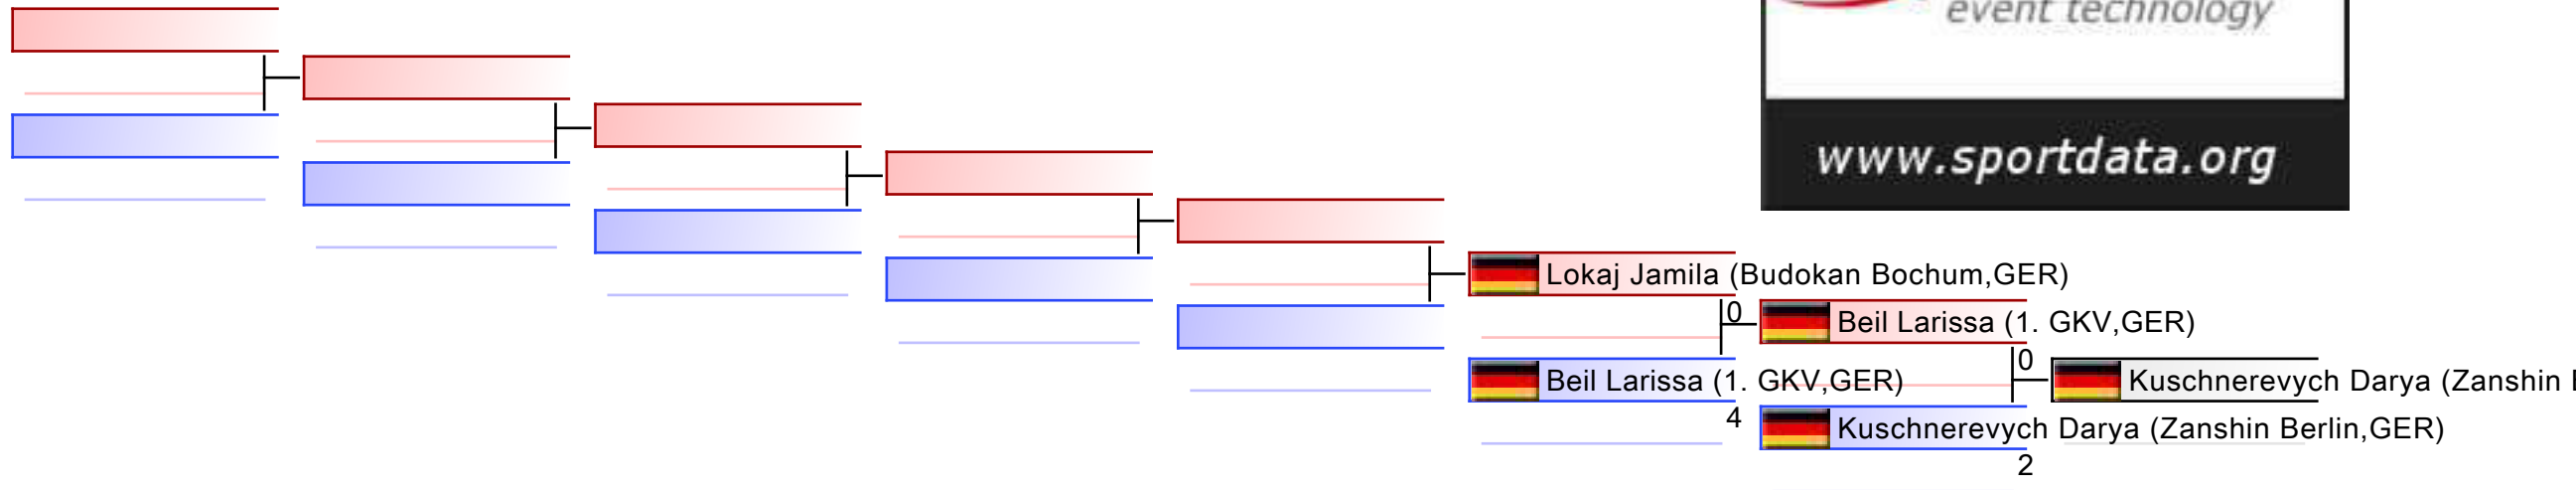 event technology
www.sportdata.org
Lokaj Jamila (Budokan Bochum,GER)
0
Beil Larissa (1. GKV,GER)
0
Beil Larissa (1. GKV,GER)
Kuschnerevych Darya (Zanshin
4
Kuschnerevych Darya (Zanshin Berlin,GER)
2